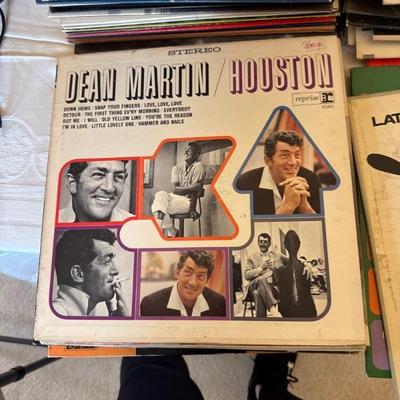 STEREO
DEAN MARTIN / HOUSTON
DOWN HOME / SNAP YOUR FINGERS / LOVE, LOVE, LOVE
DETOUR / THE FIRST THING EV'RY MORNING / EVERYBODY
BUT ME / I WILL / OLD YELLOW LINE / YOU'RE THE REASON
I'M IN LOVE / LITTLE LOVELY ONE / HAMMER AND NAILS
reprise
LAT